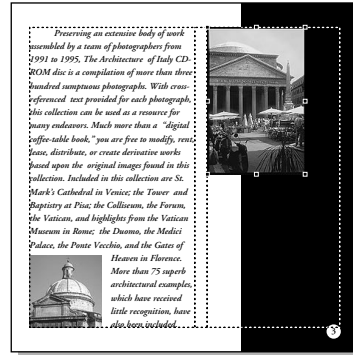 Preserving an extensive body of work
assembled by a team of photographers from
1991 to 1995, The Architecture of Italy CD-
ROM disc is a compilation of more than three
hundred sumptuous photographs. With cross-
referenced text provided for each photograph,
this collection can be used as a resource for
many endeavors. Much more than a "digital
coffee-table book," you are free to modify, rent,
lease, distribute, or create derivative works
based upon the original images found in this
collection. Included in this collection are St.
Mark's Cathedral in Venice; the Tower and
Baptistry at Pisa; the Colliseum, the Forum,
the Vatican, and highlights from the Vatican
Museum in Rome; the Duomo, the Medici
Palace, the Ponte Vecchio, and the Gates of
Heaven in Florence.
More than 75 superb
architectural examples,
which have received
little recognition, have
also been included
3